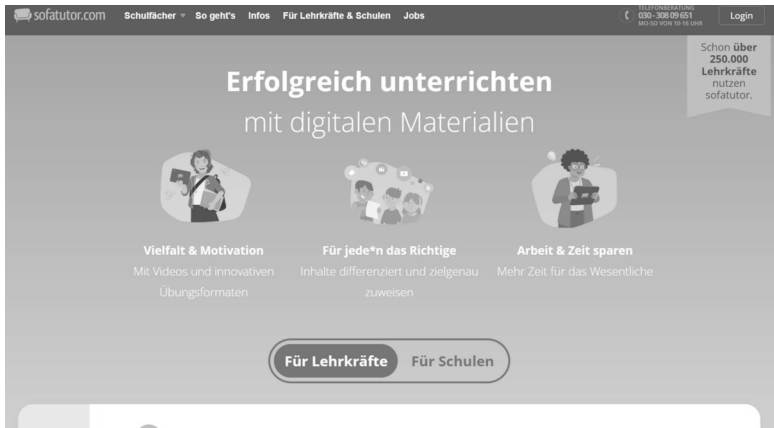 sofatutor.com
Schulfächer So geht's Infos Für Lehrkräfte & Schulen Jobs
TELEFONBERATUNG
030-308 09 651
MO-SO VON 10-16 UHR
Login
Schon über
250.000
Lehrkräfte
nutzen
sofatutor.
Erfolgreich unterrichten
mit digitalen Materialien
Vielfalt & Motivation
Mit Videos und innovativen
Übungsformaten
Für jede*n das Richtige
Inhalte differenziert und zielgenau
zuweisen
Arbeit & Zeit sparen
Mehr Zeit für das Wesentliche
Für Lehrkräfte Für Schulen